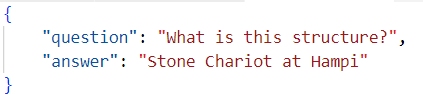 {
"question": "What is this structure?",
"answer": "Stone Chariot at Hampi"
}